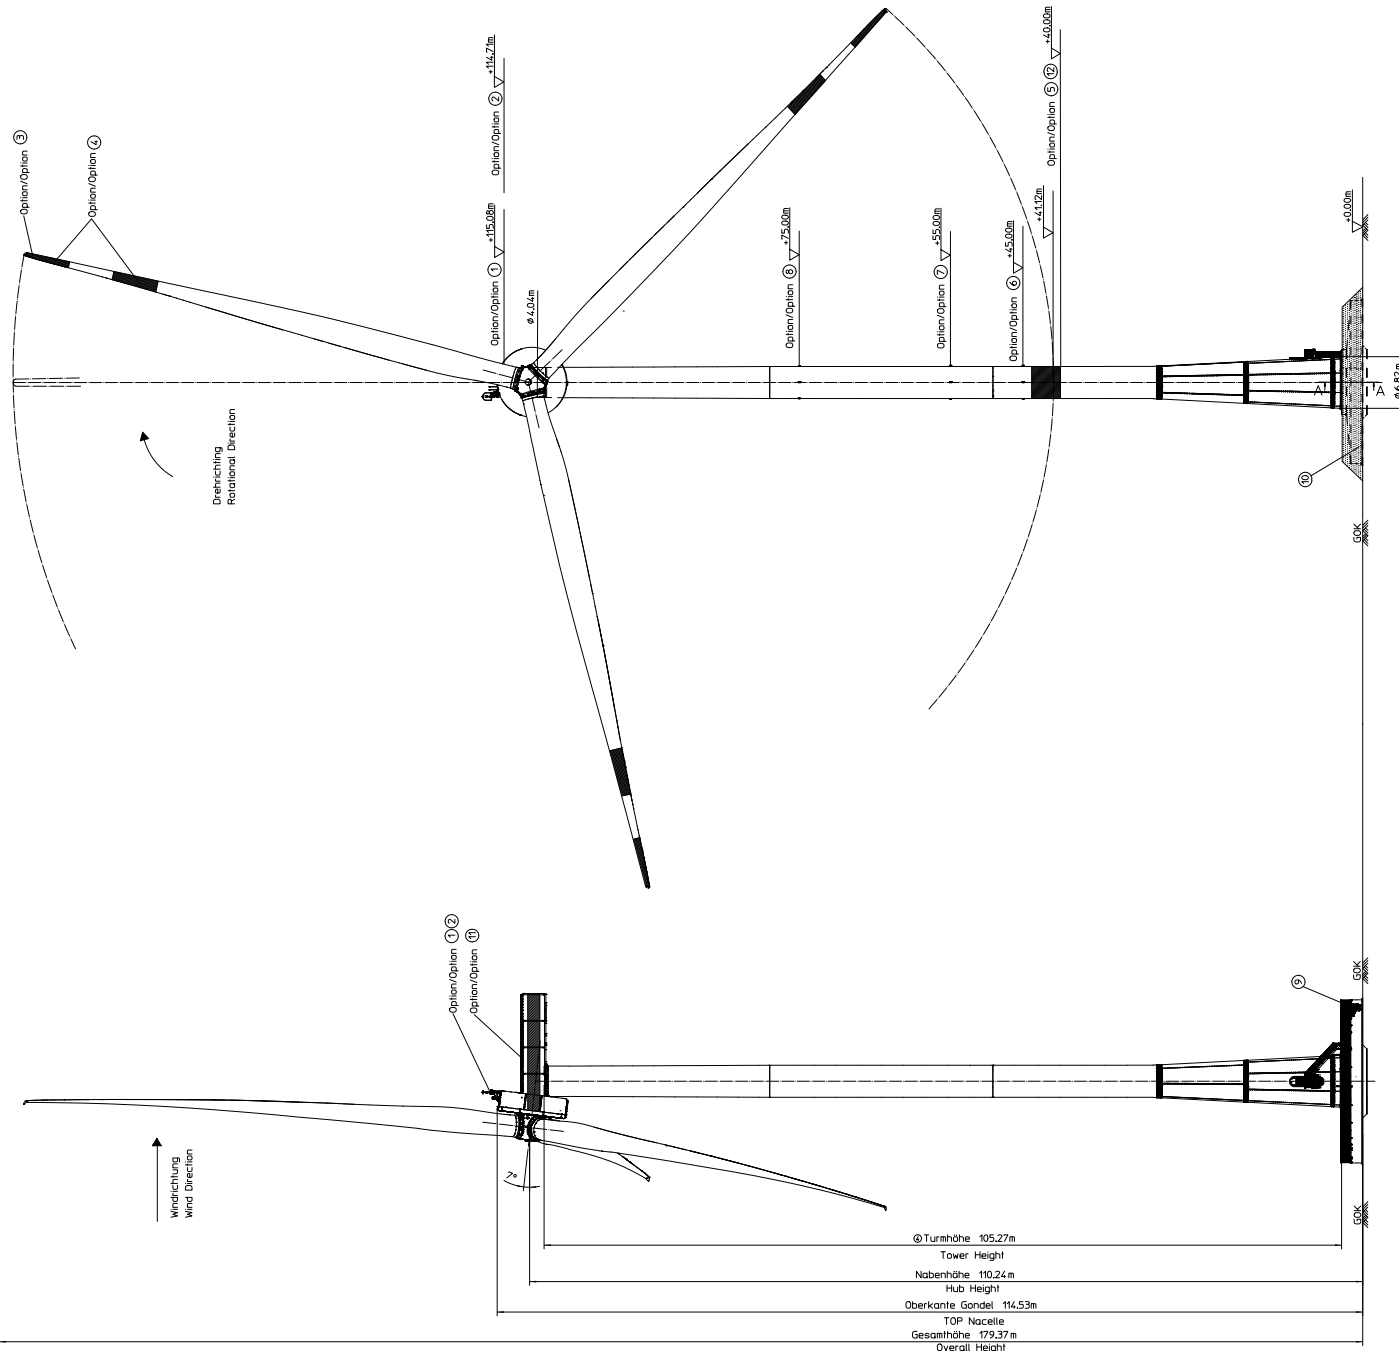 Option/Option ③
Option/Option ④
Option/Option ① +115.08m
Option/Option ② +114.71m
⌀4.04m
Option/Option ⑧ +75.00m
Option/Option ⑦ +55.00m
Option/Option ⑥ +45.00m
+41.12m
Option/Option ⑤ ⑫ +40.00m
+0.00m
Drehrichting
Rotational Direction
A
A
⌀6.82m
⑩
GOK
Option/Option ① ②
Option/Option ⑪
⑨
GOK
Windrichtung
Wind Direction
7°
GOK
④ Turmhöhe 105.27m
Tower Height
Nabenhöhe 110.24m
Hub Height
Oberkante Gondel 114.53m
TOP Nacelle
Gesamthöhe 179.37m
Overall Height